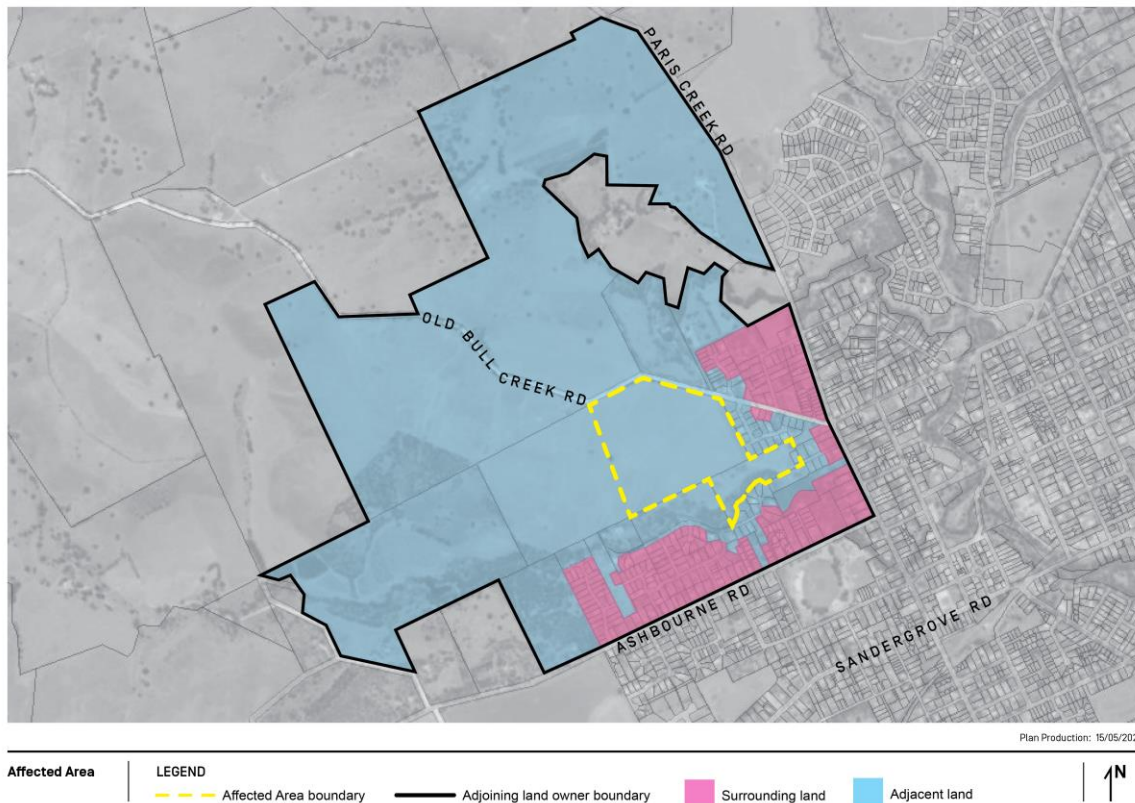 PARIS CREEK RD
OLD BULL CREEK RD
ASHBOURNE RD
SANDERGROVE RD
Plan Production: 15/05/202
Affected Area
LEGEND
Affected Area boundary
Adjoining land owner boundary
Surrounding land
Adjacent land
N